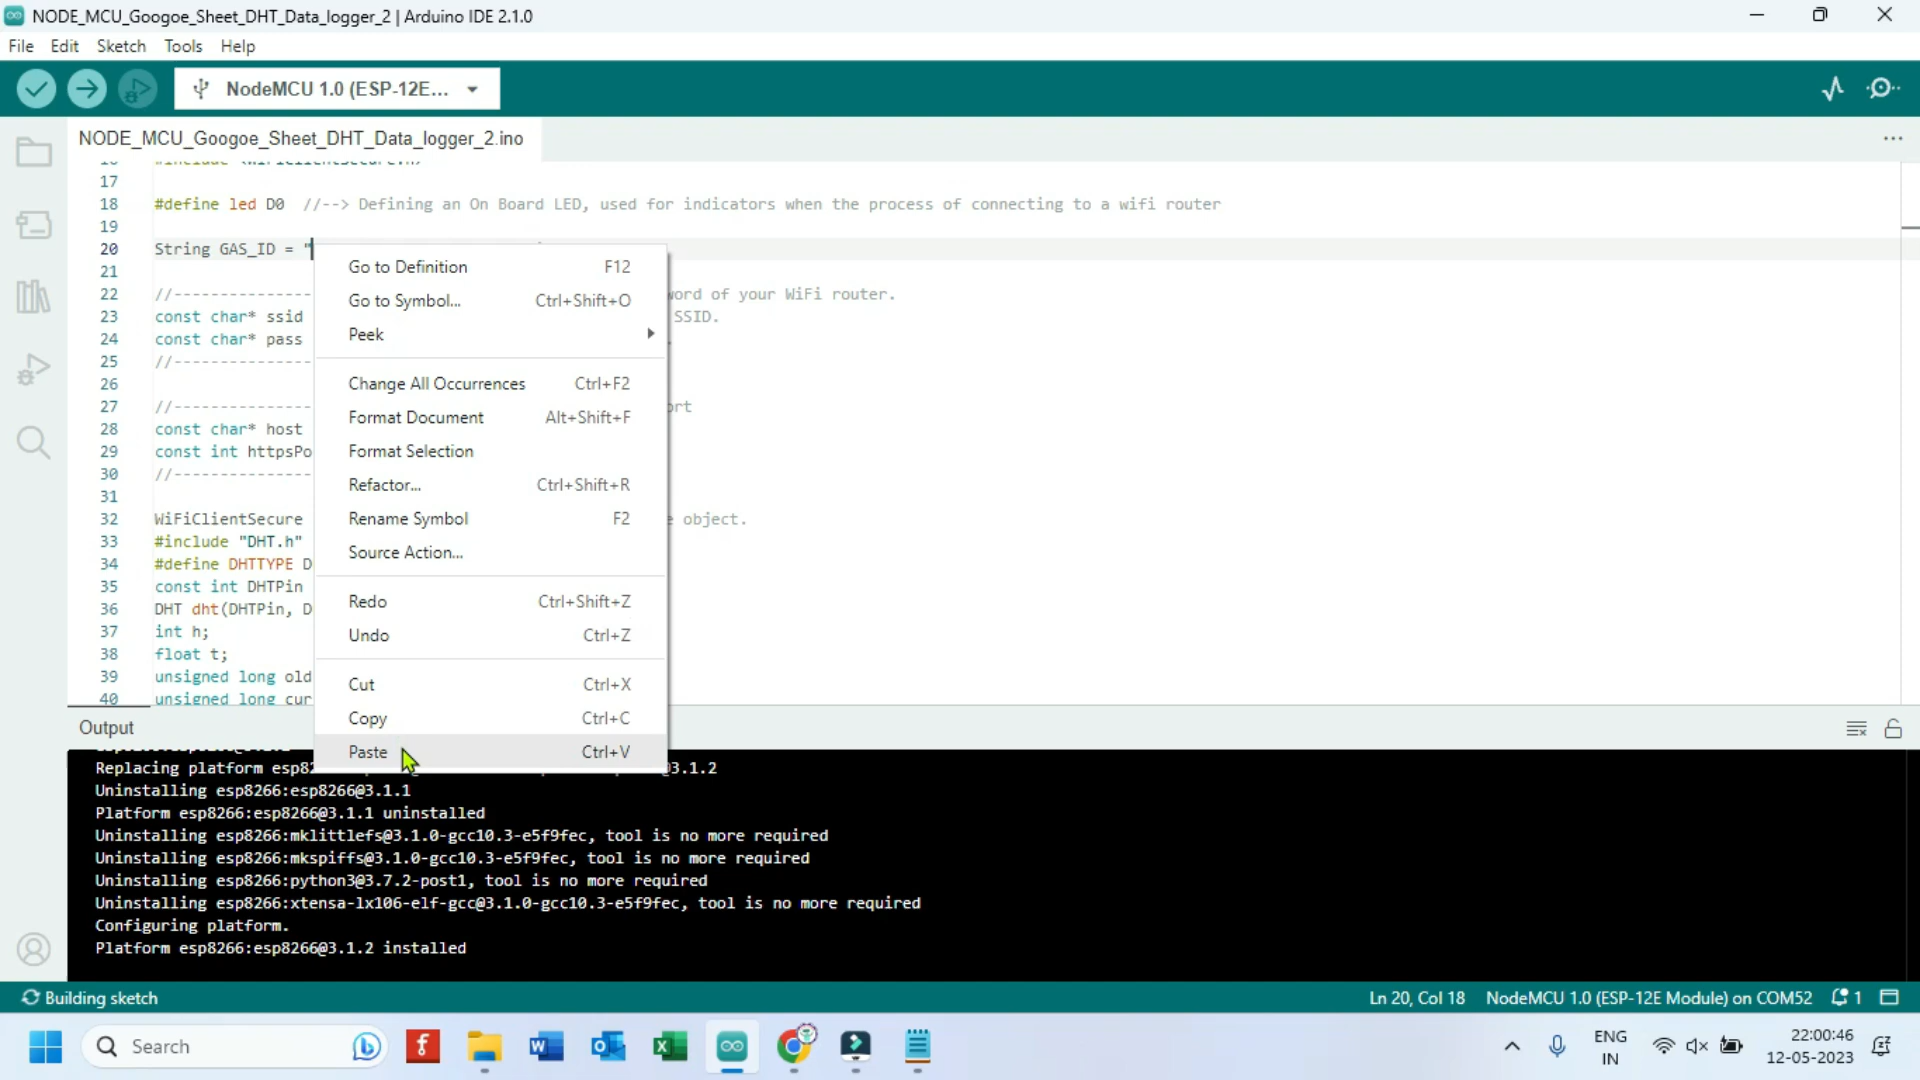 NODE_MCU_Googoe_Sheet_DHT_Data_logger_2 | Arduino IDE 2.1.0
File Edit Sketch Tools Help
NodeMCU 1.0 (ESP-12E...
NODE_MCU_Googoe_Sheet_DHT_Data_logger_2.ino
17
18 #define led D0 //--> Defining an On Board LED, used for indicators when the process of connecting to a wifi router
19
20 String GAS_ID = "
21
22 //--------------- word of your WiFi router.
23 const char* ssid SSID.
24 const char* pass
25 //---------------
26
27 //---------------
28 const char* host
29 const int httpsPo
30 //---------------
31
32 WiFiClientSecure object.
33 #include "DHT.h"
34 #define DHTTYPE D
35 const int DHTPin
36 DHT dht(DHTPin, D
37 int h;
38 float t;
39 unsigned long old
40 unsigned long cur
Go to Definition F12
Go to Symbol... Ctrl+Shift+O
Peek
Change All Occurrences Ctrl+F2
Format Document Alt+Shift+F
Format Selection
Refactor... Ctrl+Shift+R
Rename Symbol F2
Source Action...
Redo Ctrl+Shift+Z
Undo Ctrl+Z
Cut Ctrl+X
Copy Ctrl+C
Paste Ctrl+V
Output
Replacing platform esp82 3.1.2
Uninstalling esp8266:esp8266@3.1.1
Platform esp8266:esp8266@3.1.1 uninstalled
Uninstalling esp8266:mklittlefs@3.1.0-gcc10.3-e5f9fec, tool is no more required
Uninstalling esp8266:mkspiffs@3.1.0-gcc10.3-e5f9fec, tool is no more required
Uninstalling esp8266:python3@3.7.2-post1, tool is no more required
Uninstalling esp8266:xtensa-lx106-elf-gcc@3.1.0-gcc10.3-e5f9fec, tool is no more required
Configuring platform.
Platform esp8266:esp8266@3.1.2 installed
Building sketch
Ln 20, Col 18 NodeMCU 1.0 (ESP-12E Module) on COM52 1
Search
ENG
IN
22:00:46
12-05-2023